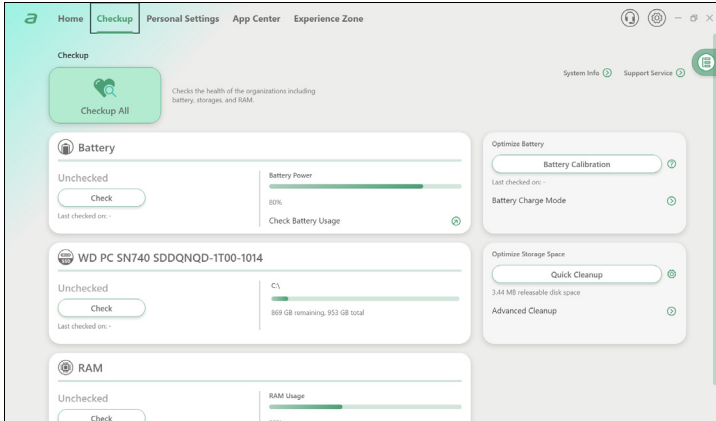 a Home Checkup Personal Settings App Center Experience Zone
Checkup
System Info Support Service
Checkup All
Checks the health of the organizations including
battery, storages, and RAM.
Battery
Unchecked
Check
Last checked on: -
Battery Power
80%
Check Battery Usage
Optimize Battery
Battery Calibration
Last checked on: -
Battery Charge Mode
WD PC SN740 SDDQNQD-1T00-1014
Unchecked
Check
Last checked on: -
C:\
869 GB remaining, 953 GB total
Optimize Storage Space
Quick Cleanup
3.44 MB releasable disk space
Advanced Cleanup
RAM
Unchecked
Check
RAM Usage